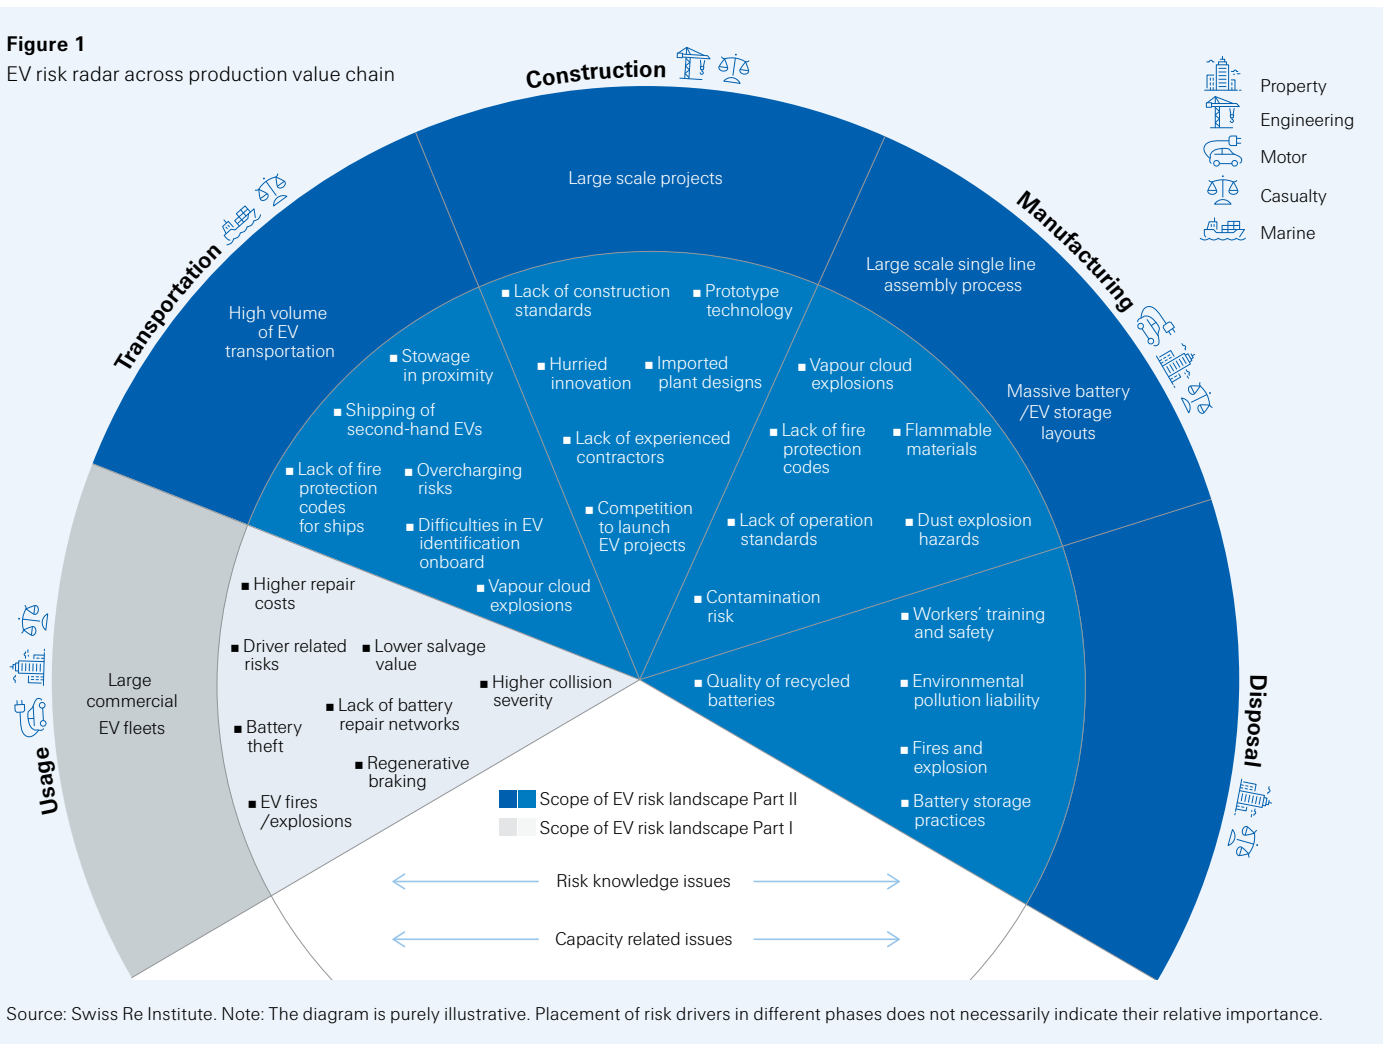 Figure 1
EV risk radar across production value chain
Property
Engineering
Motor
Casualty
Marine
Construction
Large scale projects
■ Lack of construction
standards
■ Prototype
technology
■ Hurried
innovation
■ Imported
plant designs
■ Lack of experienced
contractors
■ Competition
to launch
EV projects
Manufacturing
Large scale single line
assembly process
Massive battery
/EV storage
layouts
■ Vapour cloud
explosions
■ Lack of fire
protection
codes
■ Flammable
materials
■ Lack of operation
standards
■ Dust explosion
hazards
■ Contamination
risk
Transportation
High volume
of EV
transportation
■ Stowage
in proximity
■ Shipping of
second-hand EVs
■ Lack of fire
protection
codes
for ships
■ Overcharging
risks
■ Difficulties in EV
identification
onboard
■ Vapour cloud
explosions
Usage
Large
commercial
EV fleets
■ Higher repair
costs
■ Driver related
risks
■ Lower salvage
value
■ Higher collision
severity
■ Lack of battery
repair networks
■ Battery
theft
■ Regenerative
braking
■ EV fires
/explosions
Disposal
■ Workers’ training
and safety
■ Quality of recycled
batteries
■ Environmental
pollution liability
■ Fires and
explosion
■ Battery storage
practices
Scope of EV risk landscape Part II
Scope of EV risk landscape Part I
Risk knowledge issues
Capacity related issues
Source: Swiss Re Institute. Note: The diagram is purely illustrative. Placement of risk drivers in different phases does not necessarily indicate their relative importance.